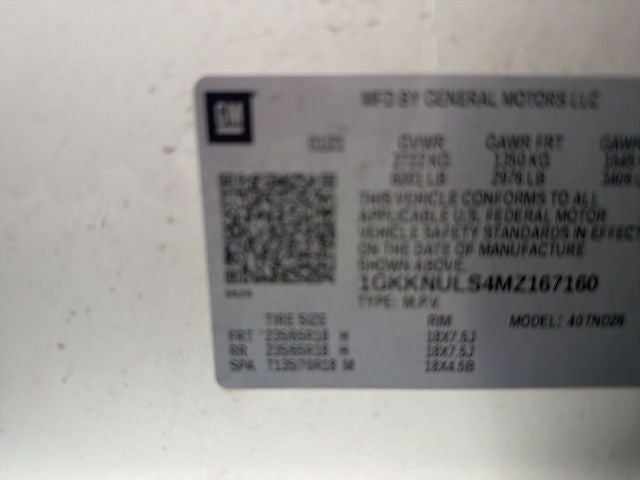 GM
MFD BY GENERAL MOTORS LLC
01/21 GVWR GAWR FRT GAWR
2722 KG 1350 KG
6001 LB 2976 LB
THIS VEHICLE CONFORMS TO ALL
APPLICABLE U.S. FEDERAL MOTOR
VEHICLE SAFETY STANDARDS IN EFFECT
ON THE DATE OF MANUFACTURE
SHOWN ABOVE.
1GKKNULS4MZ167160
TYPE: M.P.V.
TIRE SIZE RIM MODEL:
FRT 235/65R18 H 18X7.5J
RR 235/65R18 H 18X7.5J
SPA T135/70R18 M 18X4.5B